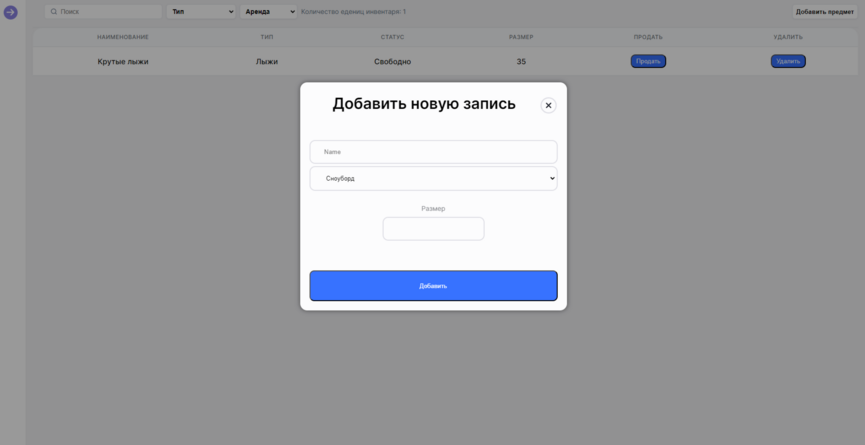 Поиск Тип Аренда Количество единец инвентаря: 1 Добавить предмет
НАИМЕНОВАНИЕ ТИП СТАТУС РАЗМЕР ПРОДАТЬ УДАЛИТЬ
Крутые лыжи Лыжи Свободно 35 Продать Удалить
Добавить новую запись
Name
Сноуборд
Размер
Добавить